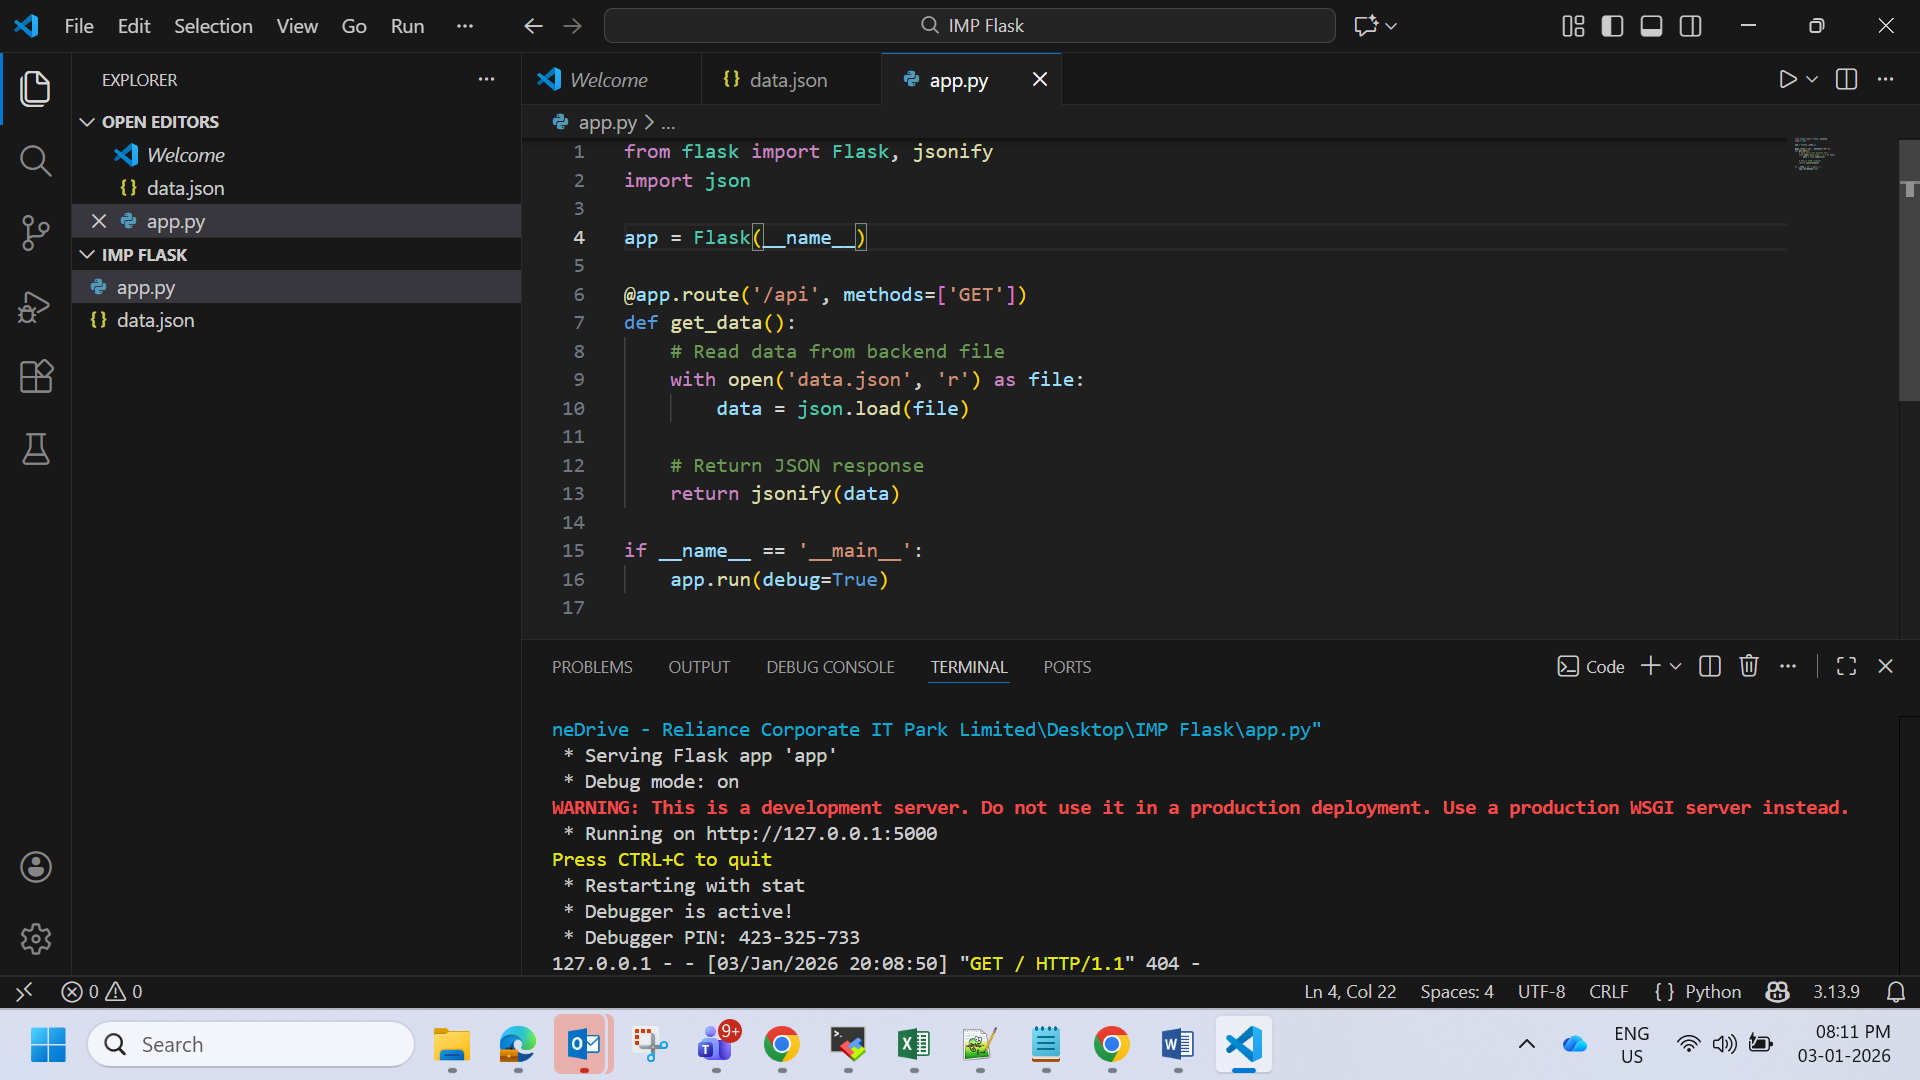 File Edit Selection View Go Run ···
IMP Flask
EXPLORER
OPEN EDITORS
Welcome
data.json
app.py
IMP FLASK
app.py
data.json
Welcome
data.json
app.py
app.py > ...
1 from flask import Flask, jsonify
2 import json
3
4 app = Flask(__name__)
5
6 @app.route('/api', methods=['GET'])
7 def get_data():
8 # Read data from backend file
9 with open('data.json', 'r') as file:
10 data = json.load(file)
11
12 # Return JSON response
13 return jsonify(data)
14
15 if __name__ == '__main__':
16 app.run(debug=True)
17
PROBLEMS OUTPUT DEBUG CONSOLE TERMINAL PORTS
Code
neDrive - Reliance Corporate IT Park Limited\Desktop\IMP Flask\app.py"
* Serving Flask app 'app'
* Debug mode: on
WARNING: This is a development server. Do not use it in a production deployment. Use a production WSGI server instead.
* Running on http://127.0.0.1:5000
Press CTRL+C to quit
* Restarting with stat
* Debugger is active!
* Debugger PIN: 423-325-733
127.0.0.1 - - [03/Jan/2026 20:08:50] "GET / HTTP/1.1" 404 -
0 0
Ln 4, Col 22 Spaces: 4 UTF-8 CRLF { } Python 3.13.9
Search
9+
ENG
US
08:11 PM
03-01-2026